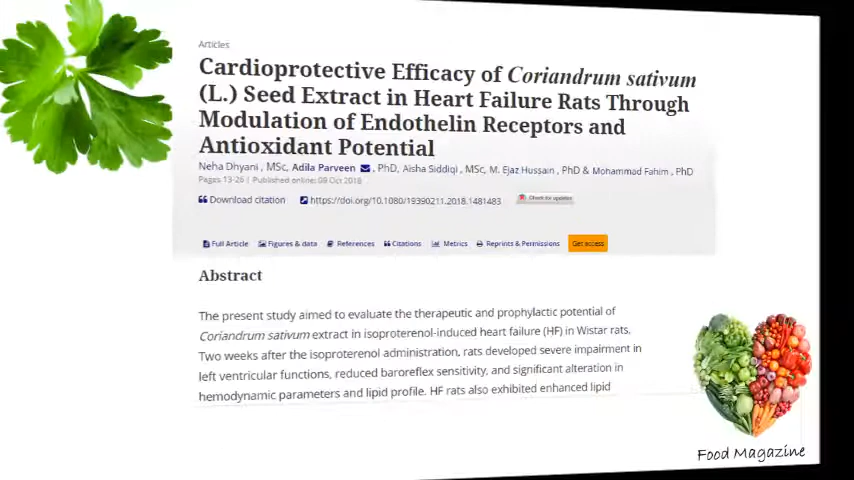 Articles
Cardioprotective Efficacy of Coriandrum sativum
(L.) Seed Extract in Heart Failure Rats Through
Modulation of Endothelin Receptors and
Antioxidant Potential
Neha Dhyani , MSc, Adila Parveen , PhD, Aisha Siddiqi , MSc, M. Ejaz Hussain , PhD & Mohammad Fahim , PhD
Pages 13-26 | Published online: 09 Oct 2018
Download citation https://doi.org/10.1080/19390211.2018.1481483 Check for updates
Full Article Figures & data References Citations Metrics Reprints & Permissions Get access
Abstract
The present study aimed to evaluate the therapeutic and prophylactic potential of
Coriandrum sativum extract in isoproterenol-induced heart failure (HF) in Wistar rats.
Two weeks after the isoproterenol administration, rats developed severe impairment in
left ventricular functions, reduced baroreflex sensitivity, and significant alteration in
hemodynamic parameters and lipid profile. HF rats also exhibited enhanced lipid
Food Magazine